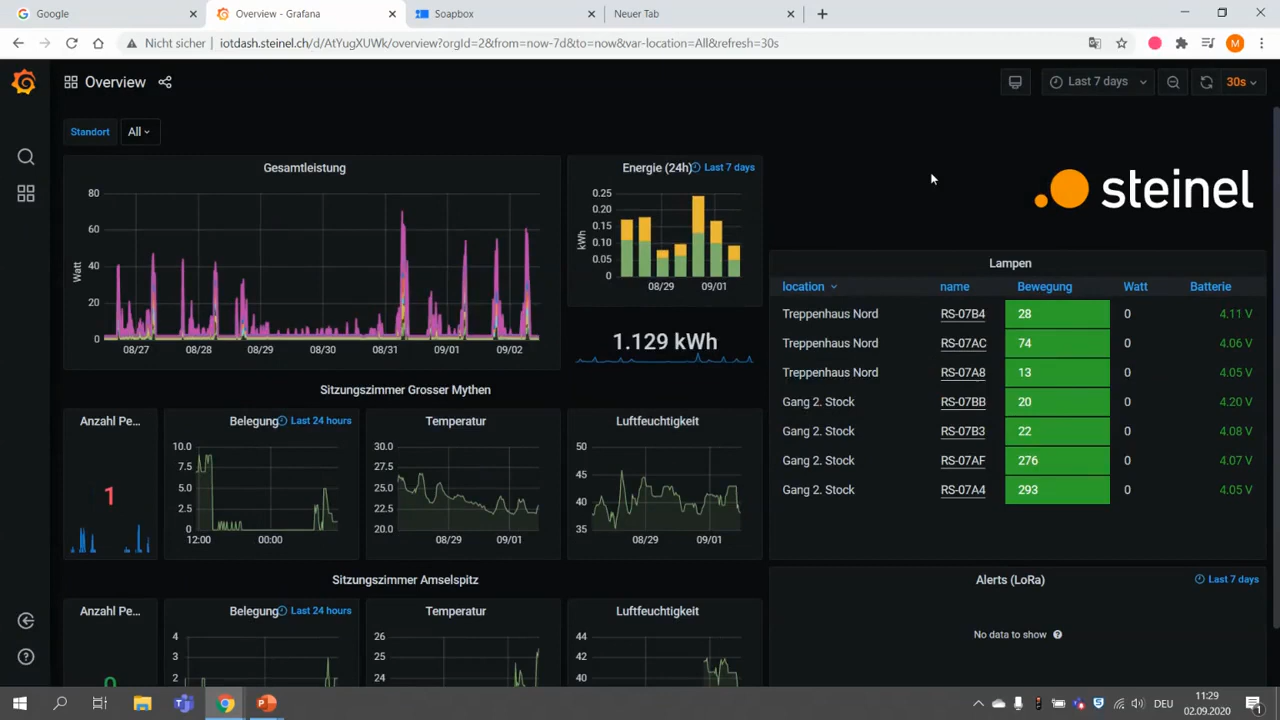 Google
Overview - Grafana
Soapbox
Neuer Tab
Nicht sicher
iotdash.steinel.ch/d/AtYugXUWk/overview?orgId=2&from=now-7d&to=now&var-location=All&refresh=30s
M
Overview
Last 7 days
30s
Standort
All
Gesamtleistung
80
60
40
20
0
Watt
08/27 08/28 08/29 08/30 08/31 09/01 09/02
Energie (24h) Last 7 days
0.25
0.20
0.15
0.10
0.05
0
kWh
08/29 09/01
1.129 kWh
steinel
Lampen
location name Bewegung Watt Batterie
Treppenhaus Nord RS-07B4 28 0 4.11 V
Treppenhaus Nord RS-07AC 74 0 4.06 V
Treppenhaus Nord RS-07A8 13 0 4.05 V
Gang 2. Stock RS-07BB 20 0 4.20 V
Gang 2. Stock RS-07B3 22 0 4.08 V
Gang 2. Stock RS-07AF 276 0 4.07 V
Gang 2. Stock RS-07A4 293 0 4.05 V
Sitzungszimmer Grosser Mythen
Anzahl Pe...
1
Belegung Last 24 hours
10.0
7.5
5.0
2.5
0
12:00 00:00
Temperatur
30.0
27.5
25.0
22.5
20.0
08/29 09/01
Luftfeuchtigkeit
50
45
40
35
08/29 09/01
Sitzungszimmer Amselspitz
Anzahl Pe...
0
Belegung Last 24 hours
4
3
2
Temperatur
26
25
24
Luftfeuchtigkeit
44
42
40
Alerts (LoRa) Last 7 days
No data to show
DEU
11:29
02.09.2020
1